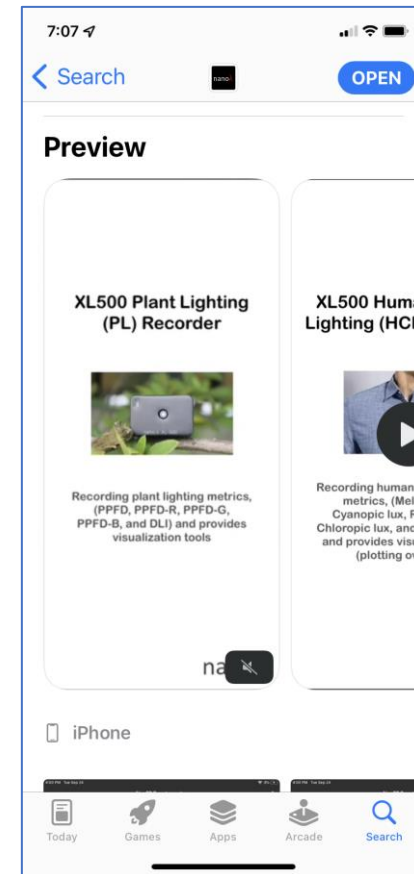 7:07
Search
nano
OPEN
Preview
XL500 Plant Lighting
(PL) Recorder
Recording plant lighting metrics,
(PPFD, PPFD-R, PPFD-G,
PPFD-B, and DLI) and provides
visualization tools
na
XL500 Huma
Lighting (HCL
Recording human
metrics, (Mel
Cyanopic lux, R
Chloropic lux, and
and provides visu
(plotting ov
iPhone
Today
Games
Apps
Arcade
Search